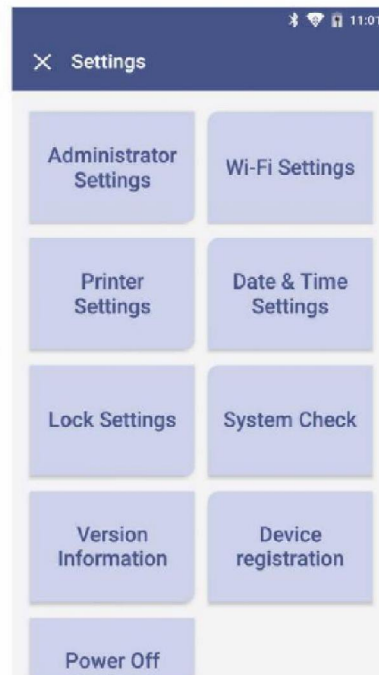 11:01
Settings
Administrator
Settings
Wi-Fi Settings
Printer
Settings
Date & Time
Settings
Lock Settings
System Check
Version
Information
Device
registration
Power Off